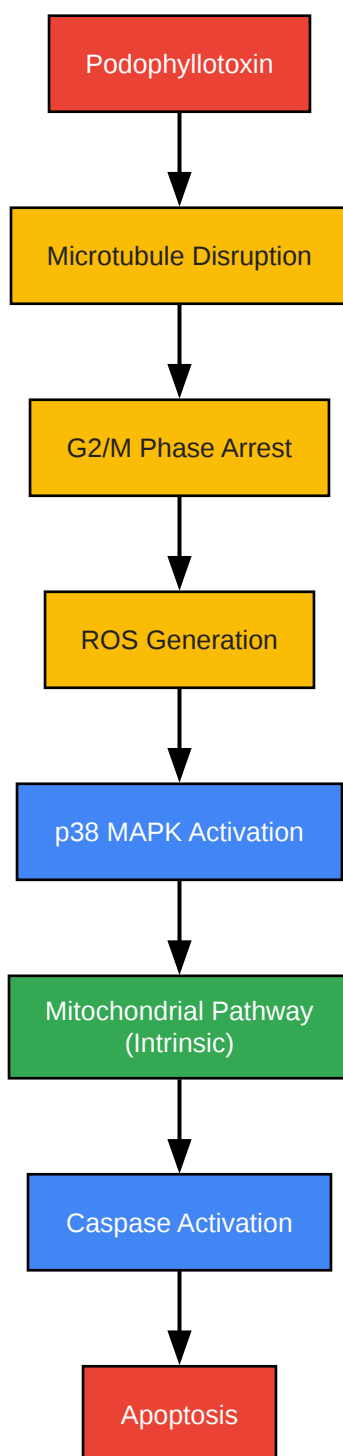 Podophyllotoxin
Microtubule Disruption
G2/M Phase Arrest
ROS Generation
p38 MAPK Activation
Mitochondrial Pathway
(Intrinsic)
Caspase Activation
Apoptosis